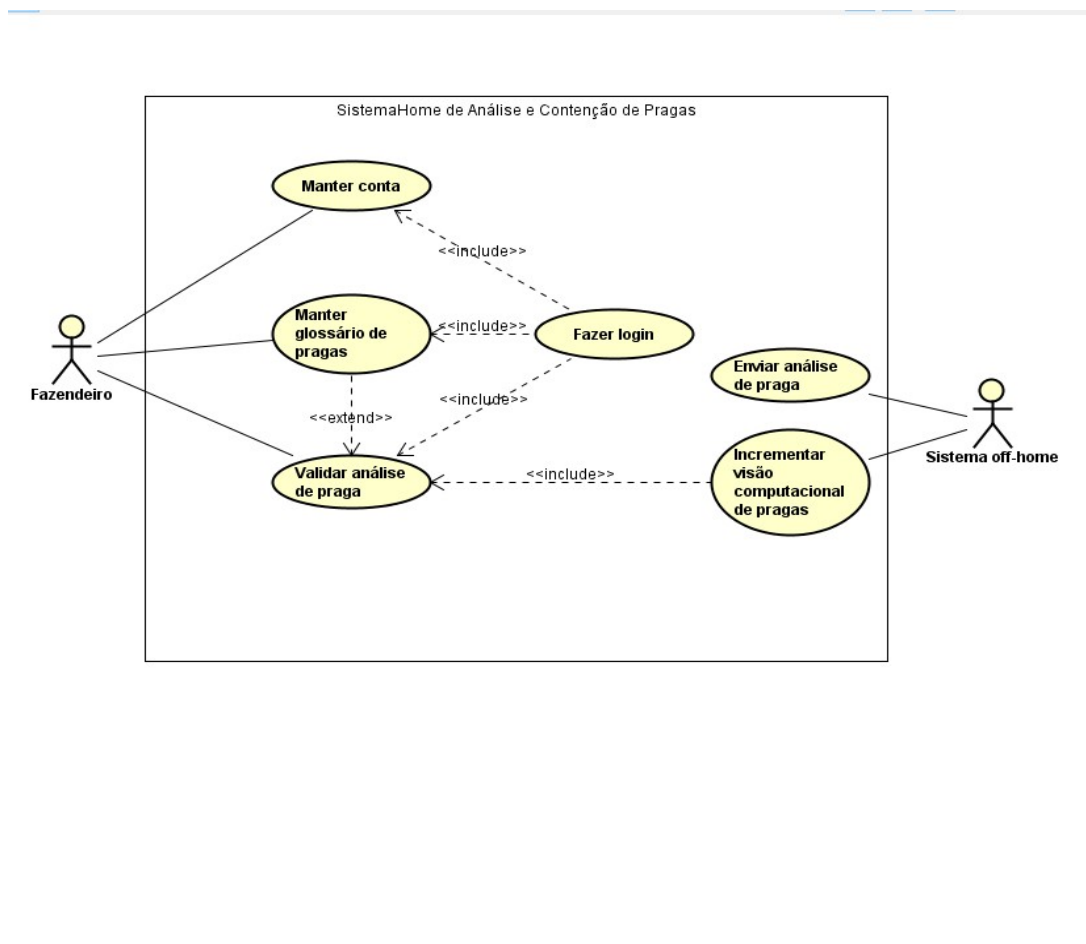 SistemaHome de Análise e Contenção de Pragas
Manter conta
<<include>>
Manter
glossário de
pragas
<<include>>
Fazer login
Fazendeiro
Enviar análise
de praga
<<include>>
<<extend>>
Sistema off-home
Validar análise
de praga
<<include>>
Incrementar
visão
computacional
de pragas